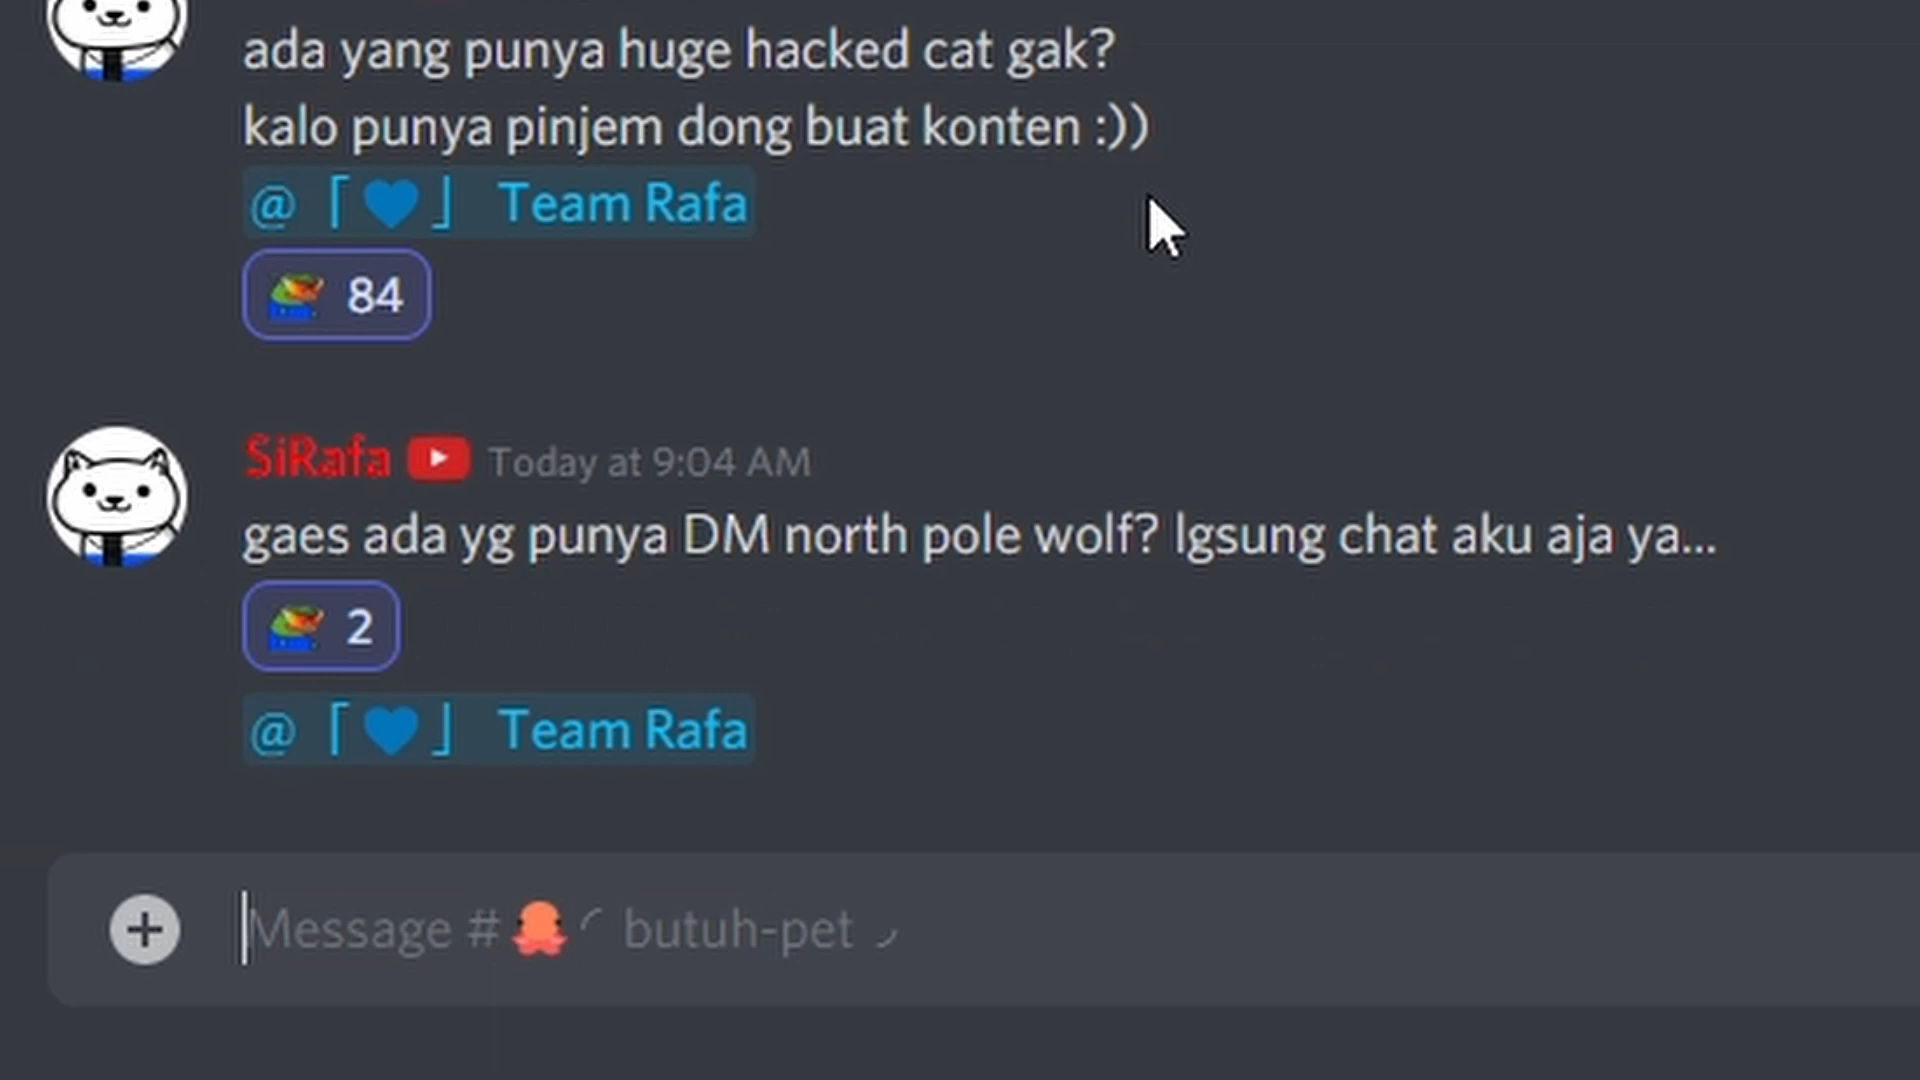 ada yang punya huge hacked cat gak?
kalo punya pinjem dong buat konten :))
@「💙」 Team Rafa
84
SiRafa Today at 9:04 AM
gaes ada yg punya DM north pole wolf? lgsung chat aku aja ya...
2
@「💙」 Team Rafa
Message #🐙╭ butuh-pet ╯